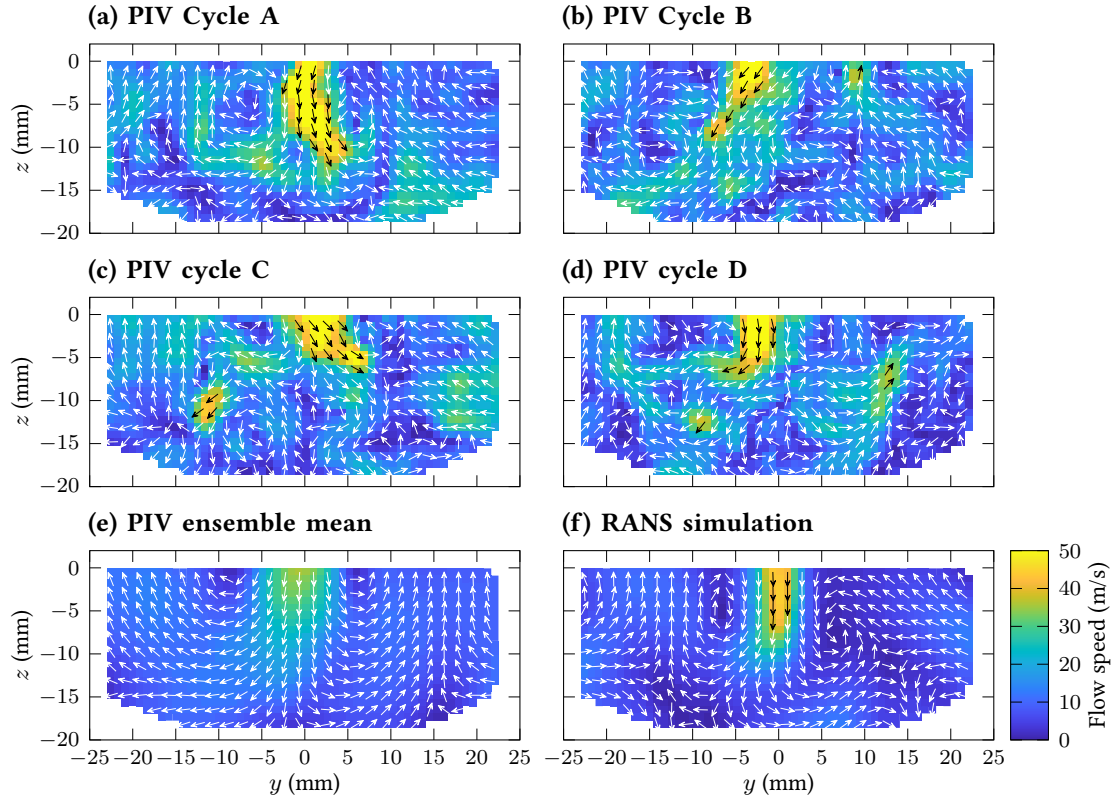 (a) PIV Cycle A
(b) PIV Cycle B
0
−5
−10
−15
−20
z (mm)
(c) PIV cycle C
(d) PIV cycle D
0
−5
−10
−15
−20
z (mm)
(e) PIV ensemble mean
(f) RANS simulation
0
−5
−10
−15
−20
z (mm)
−25 −20 −15 −10 −5 0 5 10 15 20 25
y (mm)
−25 −20 −15 −10 −5 0 5 10 15 20 25
y (mm)
50
40
30
20
10
0
Flow speed (m/s)